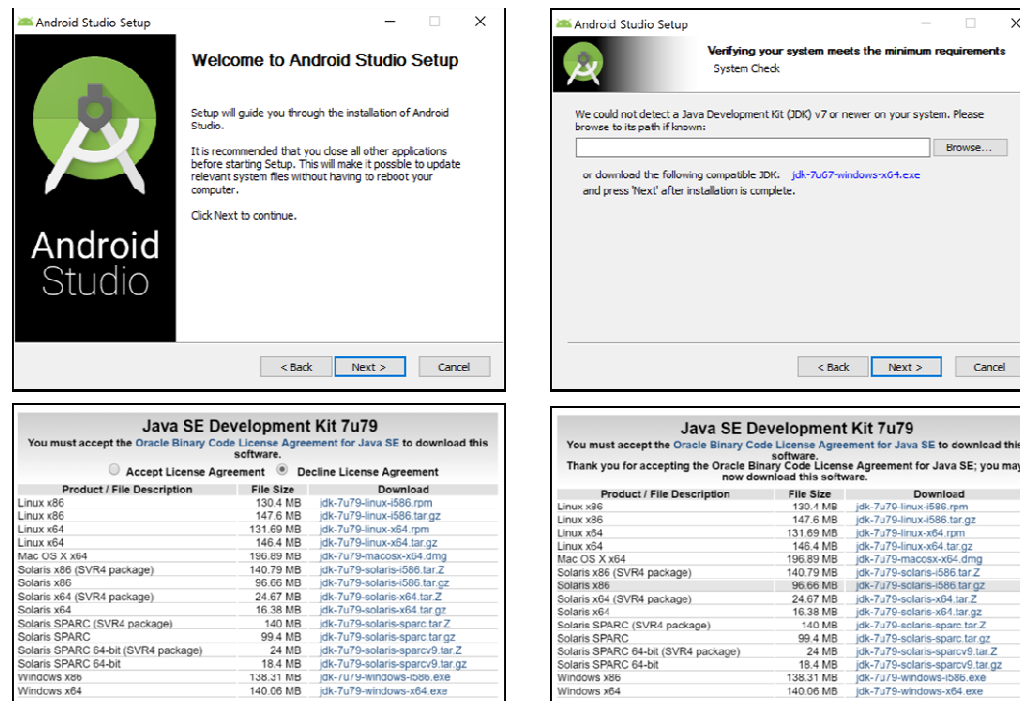 Android Studio Setup
Welcome to Android Studio Setup
Setup will guide you through the installation of Android
Studio.
It is recommended that you close all other applications
before starting Setup. This will make it possible to update
relevant system files without having to reboot your
computer.
Click Next to continue.
Android
Studio
< Back Next > Cancel
Android Studio Setup
Verifying your system meets the minimum requirements
System Check
We could not detect a Java Development Kit (JDK) v7 or newer on your system. Please
browse to its path if known:
Browse...
or download the following compatible JDK. jdk-7u67-windows-x64.exe
and press 'Next' after installation is complete.
< Back Next > Cancel
Java SE Development Kit 7u79
You must accept the Oracle Binary Code License Agreement for Java SE to download this
software.
Accept License Agreement Decline License Agreement
Product / File Description File Size Download
Linux x86 130.4 MB jdk-7u79-linux-i586.rpm
Linux x86 147.6 MB jdk-7u79-linux-i586.tar.gz
Linux x64 131.69 MB jdk-7u79-linux-x64.rpm
Linux x64 146.4 MB jdk-7u79-linux-x64.tar.gz
Mac OS X x64 196.89 MB jdk-7u79-macosx-x64.dmg
Solaris x86 (SVR4 package) 140.79 MB jdk-7u79-solaris-i586.tar.Z
Solaris x86 96.66 MB jdk-7u79-solaris-i586.tar.gz
Solaris x64 (SVR4 package) 24.67 MB jdk-7u79-solaris-x64.tar.Z
Solaris x64 16.38 MB jdk-7u79-solaris-x64.tar.gz
Solaris SPARC (SVR4 package) 140 MB jdk-7u79-solaris-sparc.tar.Z
Solaris SPARC 99.4 MB jdk-7u79-solaris-sparc.tar.gz
Solaris SPARC 64-bit (SVR4 package) 24 MB jdk-7u79-solaris-sparcv9.tar.Z
Solaris SPARC 64-bit 18.4 MB jdk-7u79-solaris-sparcv9.tar.gz
Windows x86 138.31 MB jdk-7u79-windows-i586.exe
Windows x64 140.06 MB jdk-7u79-windows-x64.exe
Java SE Development Kit 7u79
You must accept the Oracle Binary Code License Agreement for Java SE to download this
software.
Thank you for accepting the Oracle Binary Code License Agreement for Java SE; you may
now download this software.
Product / File Description File Size Download
Linux x86 130.4 MB jdk-7u79-linux-i586.rpm
Linux x86 147.6 MB jdk-7u79-linux-i586.tar.gz
Linux x64 131.69 MB jdk-7u79-linux-x64.rpm
Linux x64 146.4 MB jdk-7u79-linux-x64.tar.gz
Mac OS X x64 196.89 MB jdk-7u79-macosx-x64.dmg
Solaris x86 (SVR4 package) 140.79 MB jdk-7u79-solaris-i586.tar.Z
Solaris x86 96.66 MB jdk-7u79-solaris-i586.tar.gz
Solaris x64 (SVR4 package) 24.67 MB jdk-7u79-solaris-x64.tar.Z
Solaris x64 16.38 MB jdk-7u79-solaris-x64.tar.gz
Solaris SPARC (SVR4 package) 140 MB jdk-7u79-solaris-sparc.tar.Z
Solaris SPARC 99.4 MB jdk-7u79-solaris-sparc.tar.gz
Solaris SPARC 64-bit (SVR4 package) 24 MB jdk-7u79-solaris-sparcv9.tar.Z
Solaris SPARC 64-bit 18.4 MB jdk-7u79-solaris-sparcv9.tar.gz
Windows x86 138.31 MB jdk-7u79-windows-i586.exe
Windows x64 140.06 MB jdk-7u79-windows-x64.exe